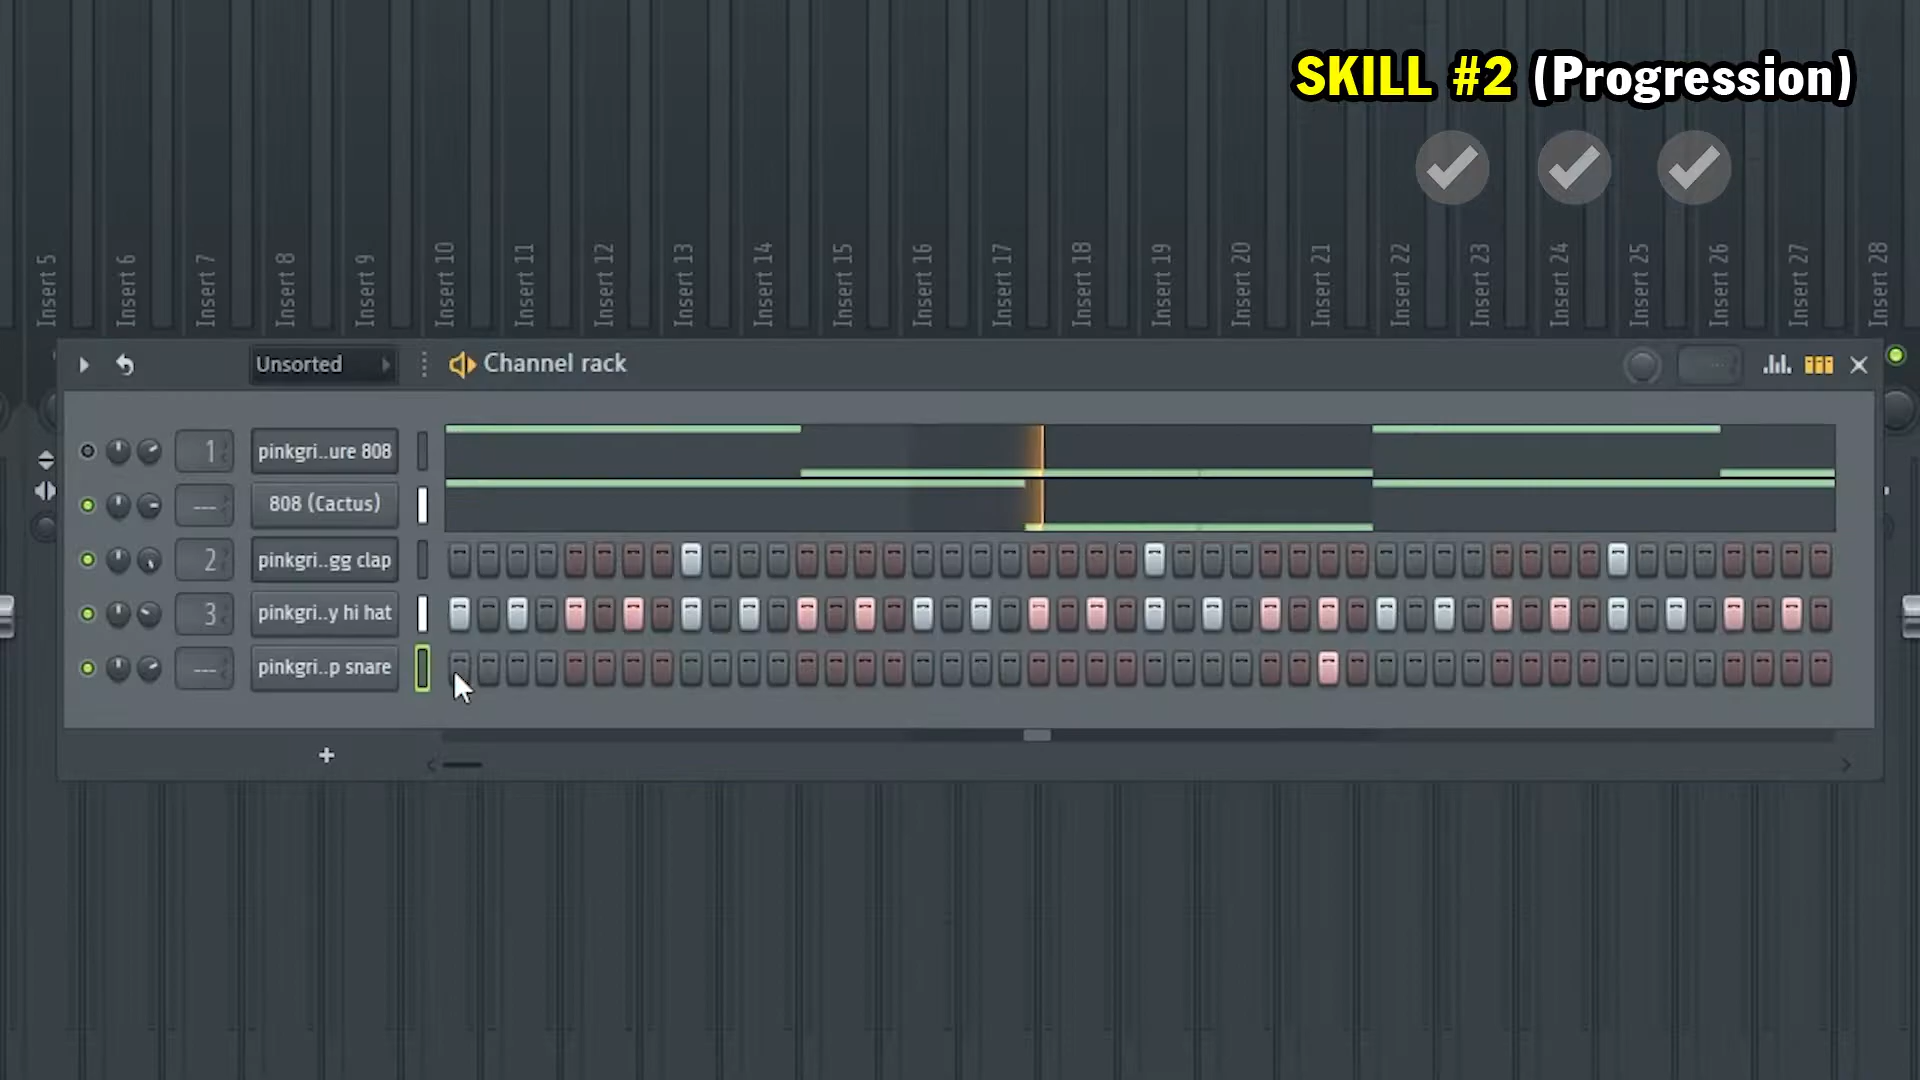 SKILL #2 (Progression)
Insert 5
Insert 6
Insert 7
Insert 8
Insert 9
Insert 10
Insert 11
Insert 12
Insert 13
Insert 14
Insert 15
Insert 16
Insert 17
Insert 18
Insert 19
Insert 20
Insert 21
Insert 22
Insert 23
Insert 24
Insert 25
Insert 26
Insert 27
Insert 28
Unsorted
Channel rack
1
pinkgri..ure 808
---
808 (Cactus)
2
pinkgri..gg clap
3
pinkgri..y hi hat
---
pinkgri..p snare
+